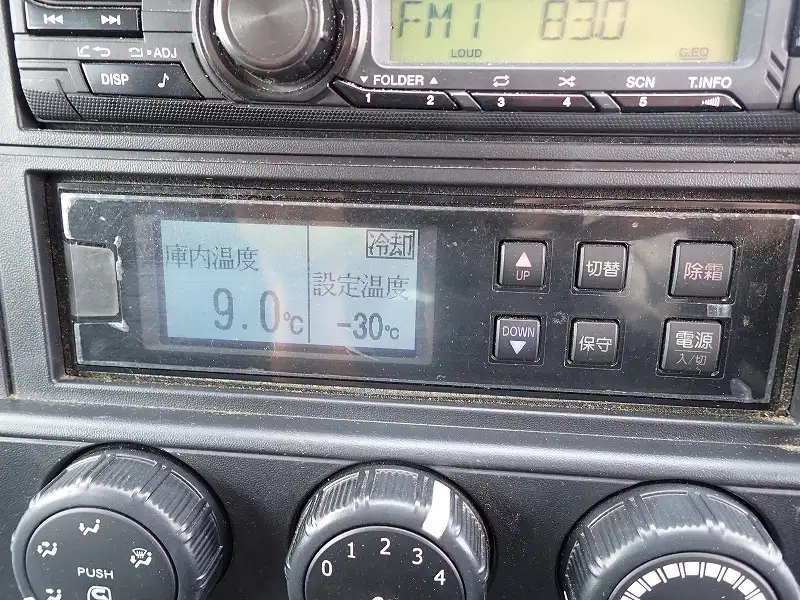 FM1 83.0
LOUD G.EQ
ADJ
DISP
FOLDER SCN T.INFO
1 2 3 4 5
冷却
庫内温度
設定温度
9.0℃ -30℃
UP 切替 除霜
DOWN 保守 電源
入/切
PUSH
0 1 2 3 4